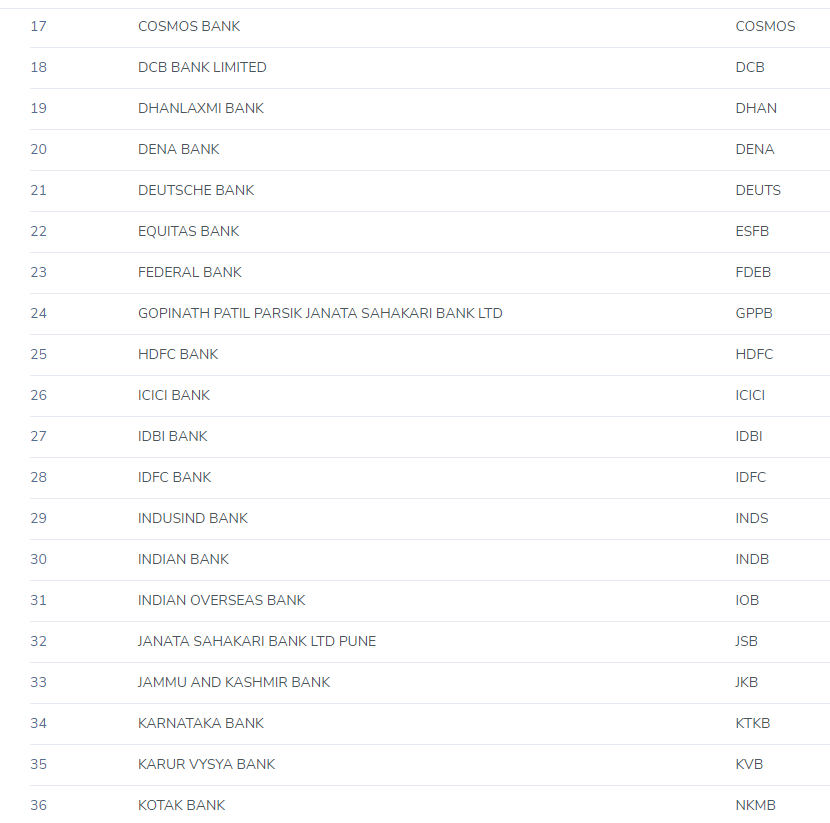 17 COSMOS BANK COSMOS
18 DCB BANK LIMITED DCB
19 DHANLAXMI BANK DHAN
20 DENA BANK DENA
21 DEUTSCHE BANK DEUTS
22 EQUITAS BANK ESFB
23 FEDERAL BANK FDEB
24 GOPINATH PATIL PARSIK JANATA SAHAKARI BANK LTD GPPB
25 HDFC BANK HDFC
26 ICICI BANK ICICI
27 IDBI BANK IDBI
28 IDFC BANK IDFC
29 INDUSIND BANK INDS
30 INDIAN BANK INDB
31 INDIAN OVERSEAS BANK IOB
32 JANATA SAHAKARI BANK LTD PUNE JSB
33 JAMMU AND KASHMIR BANK JKB
34 KARNATAKA BANK KTKB
35 KARUR VYSYA BANK KVB
36 KOTAK BANK NKMB